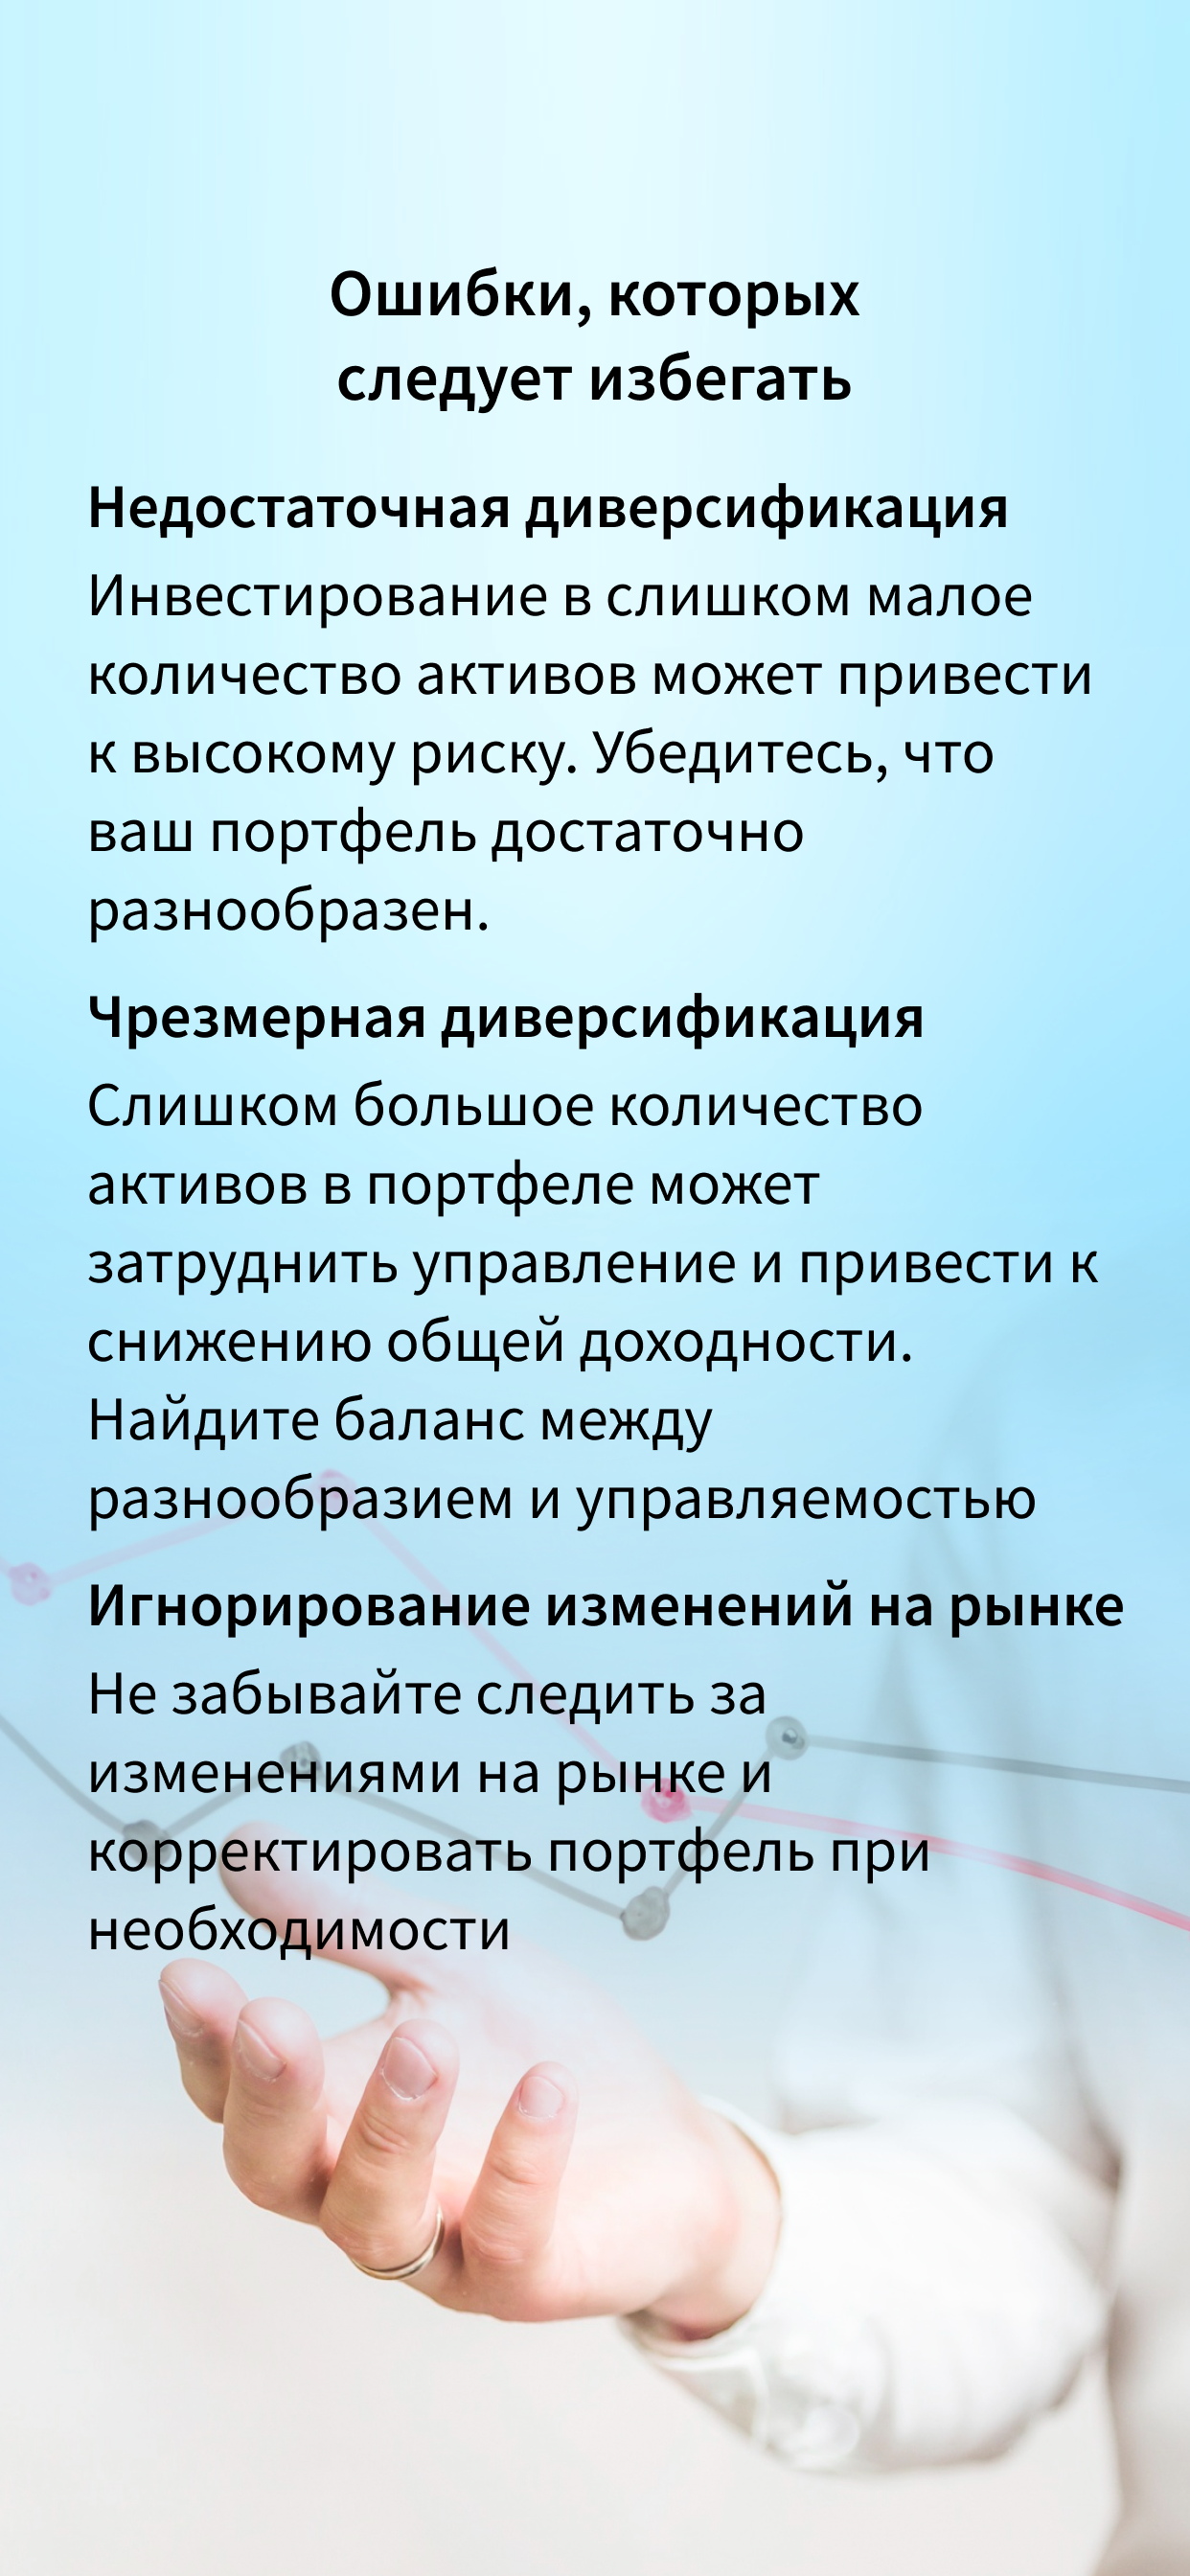 Ошибки, которых
следует избегать
Недостаточная диверсификация
Инвестирование в слишком малое
количество активов может привести
к высокому риску. Убедитесь, что
ваш портфель достаточно
разнообразен.
Чрезмерная диверсификация
Слишком большое количество
активов в портфеле может
затруднить управление и привести к
снижению общей доходности.
Найдите баланс между
разнообразием и управляемостью
Игнорирование изменений на рынке
Не забывайте следить за
изменениями на рынке и
корректировать портфель при
необходимости